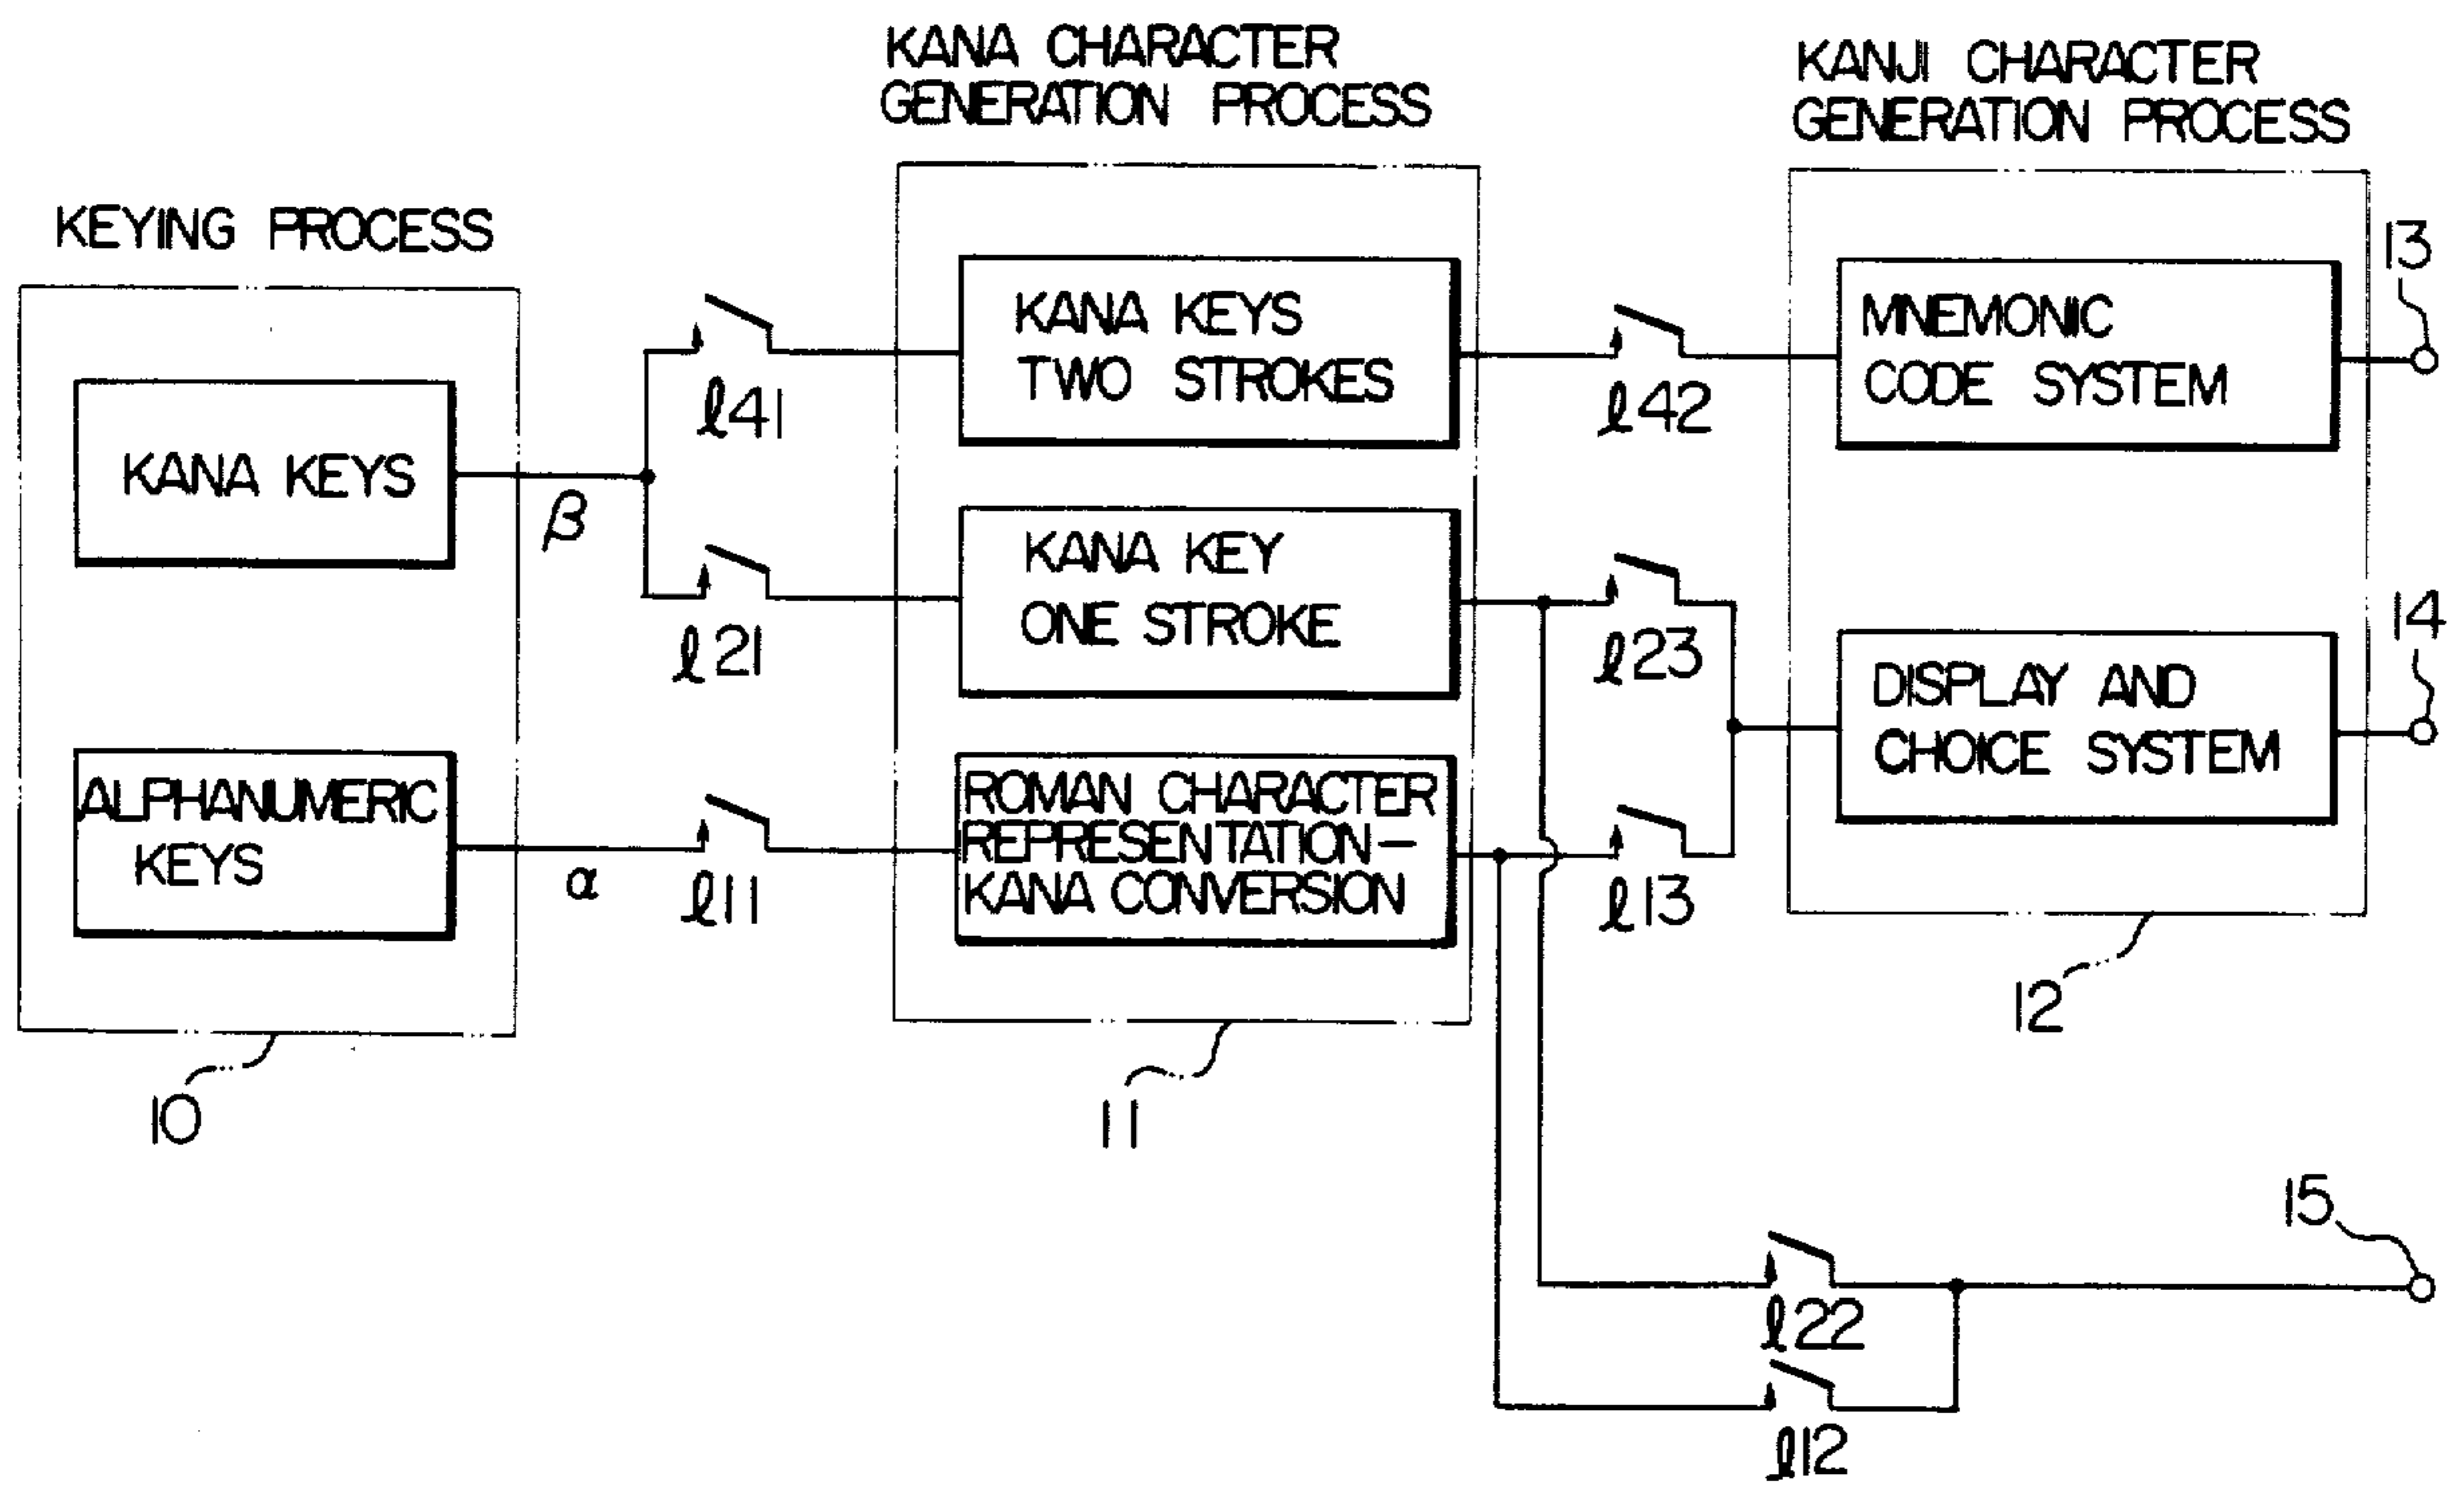 KANA CHARACTER
GENERATION PROCESS
KANJI CHARACTER
GENERATION PROCESS
KEYING PROCESS
KANA KEYS
ALPHANUMERIC
KEYS
β
α
ℓ41
ℓ21
ℓ11
KANA KEYS
TWO STROKES
KANA KEY
ONE STROKE
ROMAN CHARACTER
REPRESENTATION—
KANA CONVERSION
ℓ42
ℓ23
ℓ13
MNEMONIC
CODE SYSTEM
DISPLAY AND
CHOICE SYSTEM
13
14
10
11
12
15
ℓ22
ℓ12